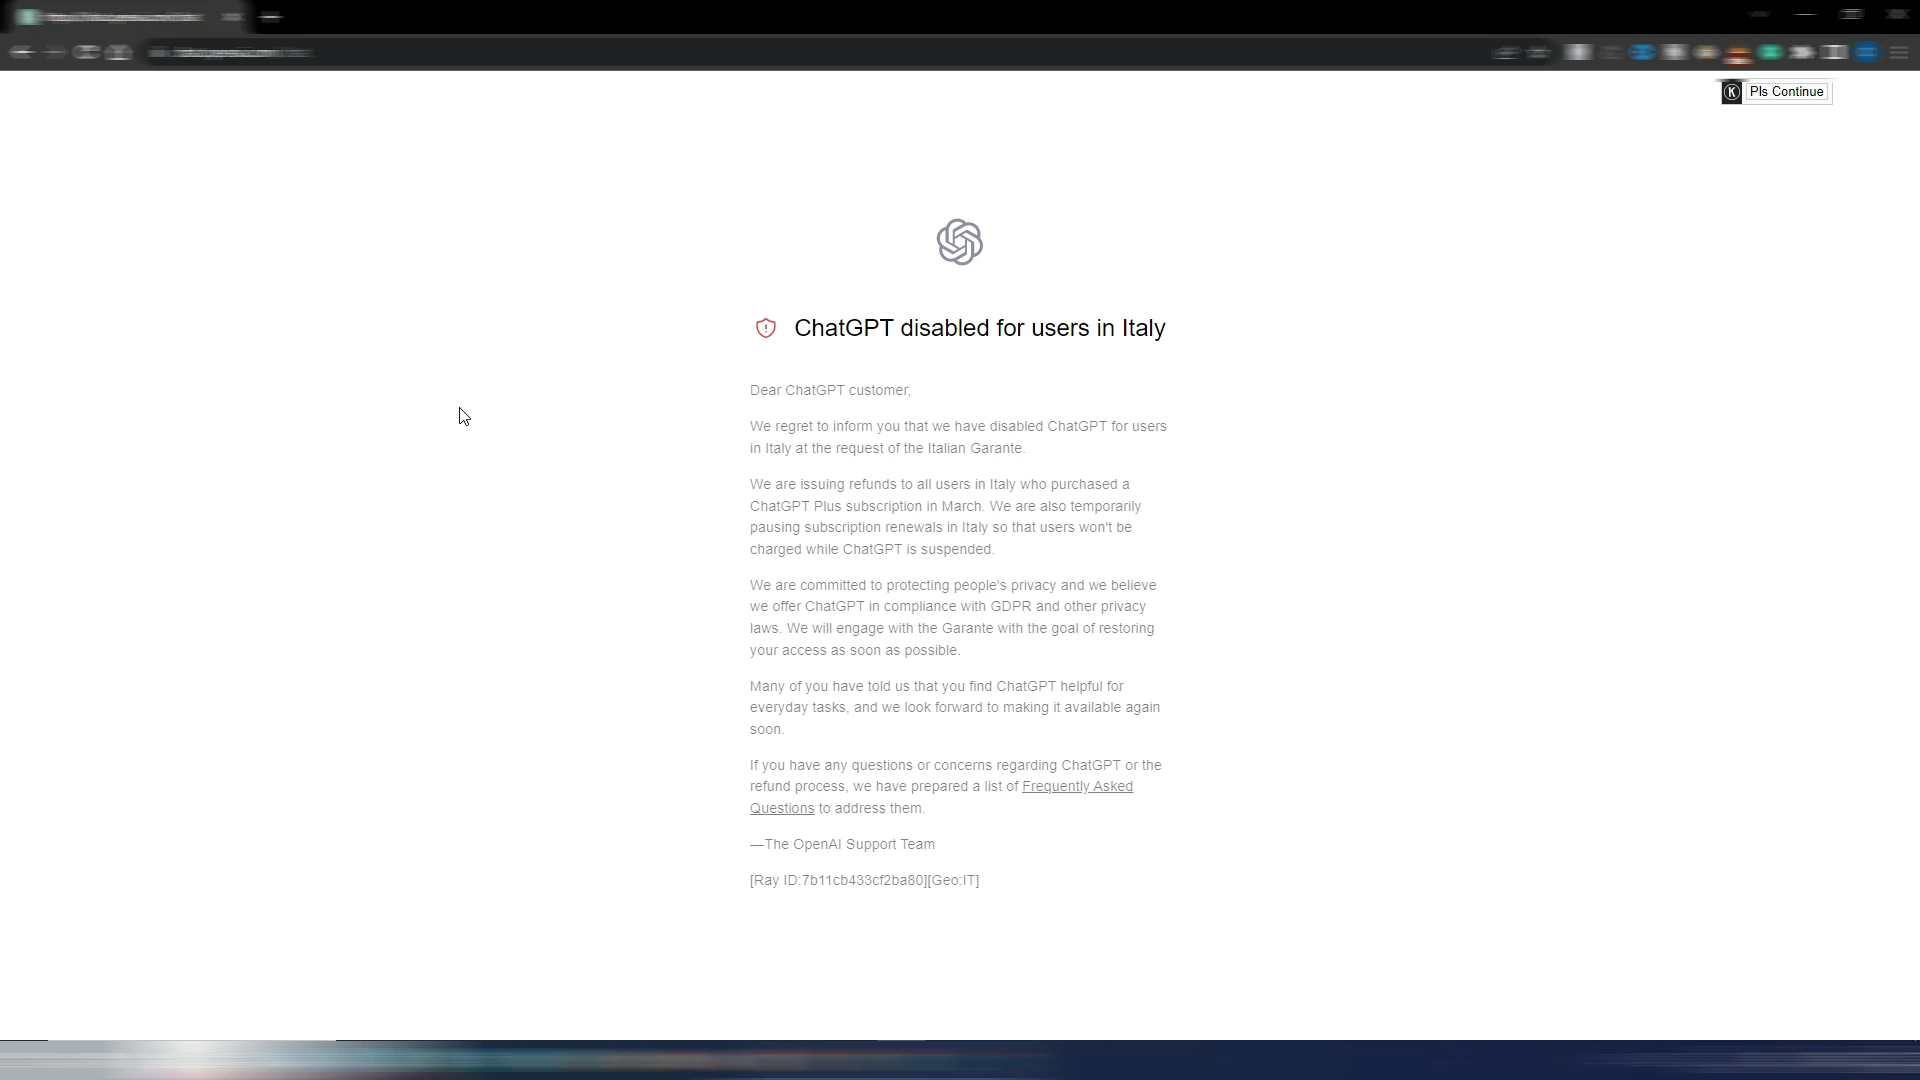 Pls Continue
ChatGPT disabled for users in Italy
Dear ChatGPT customer,
We regret to inform you that we have disabled ChatGPT for users
in Italy at the request of the Italian Garante.
We are issuing refunds to all users in Italy who purchased a
ChatGPT Plus subscription in March. We are also temporarily
pausing subscription renewals in Italy so that users won't be
charged while ChatGPT is suspended.
We are committed to protecting people's privacy and we believe
we offer ChatGPT in compliance with GDPR and other privacy
laws. We will engage with the Garante with the goal of restoring
your access as soon as possible.
Many of you have told us that you find ChatGPT helpful for
everyday tasks, and we look forward to making it available again
soon.
If you have any questions or concerns regarding ChatGPT or the
refund process, we have prepared a list of Frequently Asked
Questions to address them.
—The OpenAI Support Team
[Ray ID:7b11cb433cf2ba80][Geo:IT]